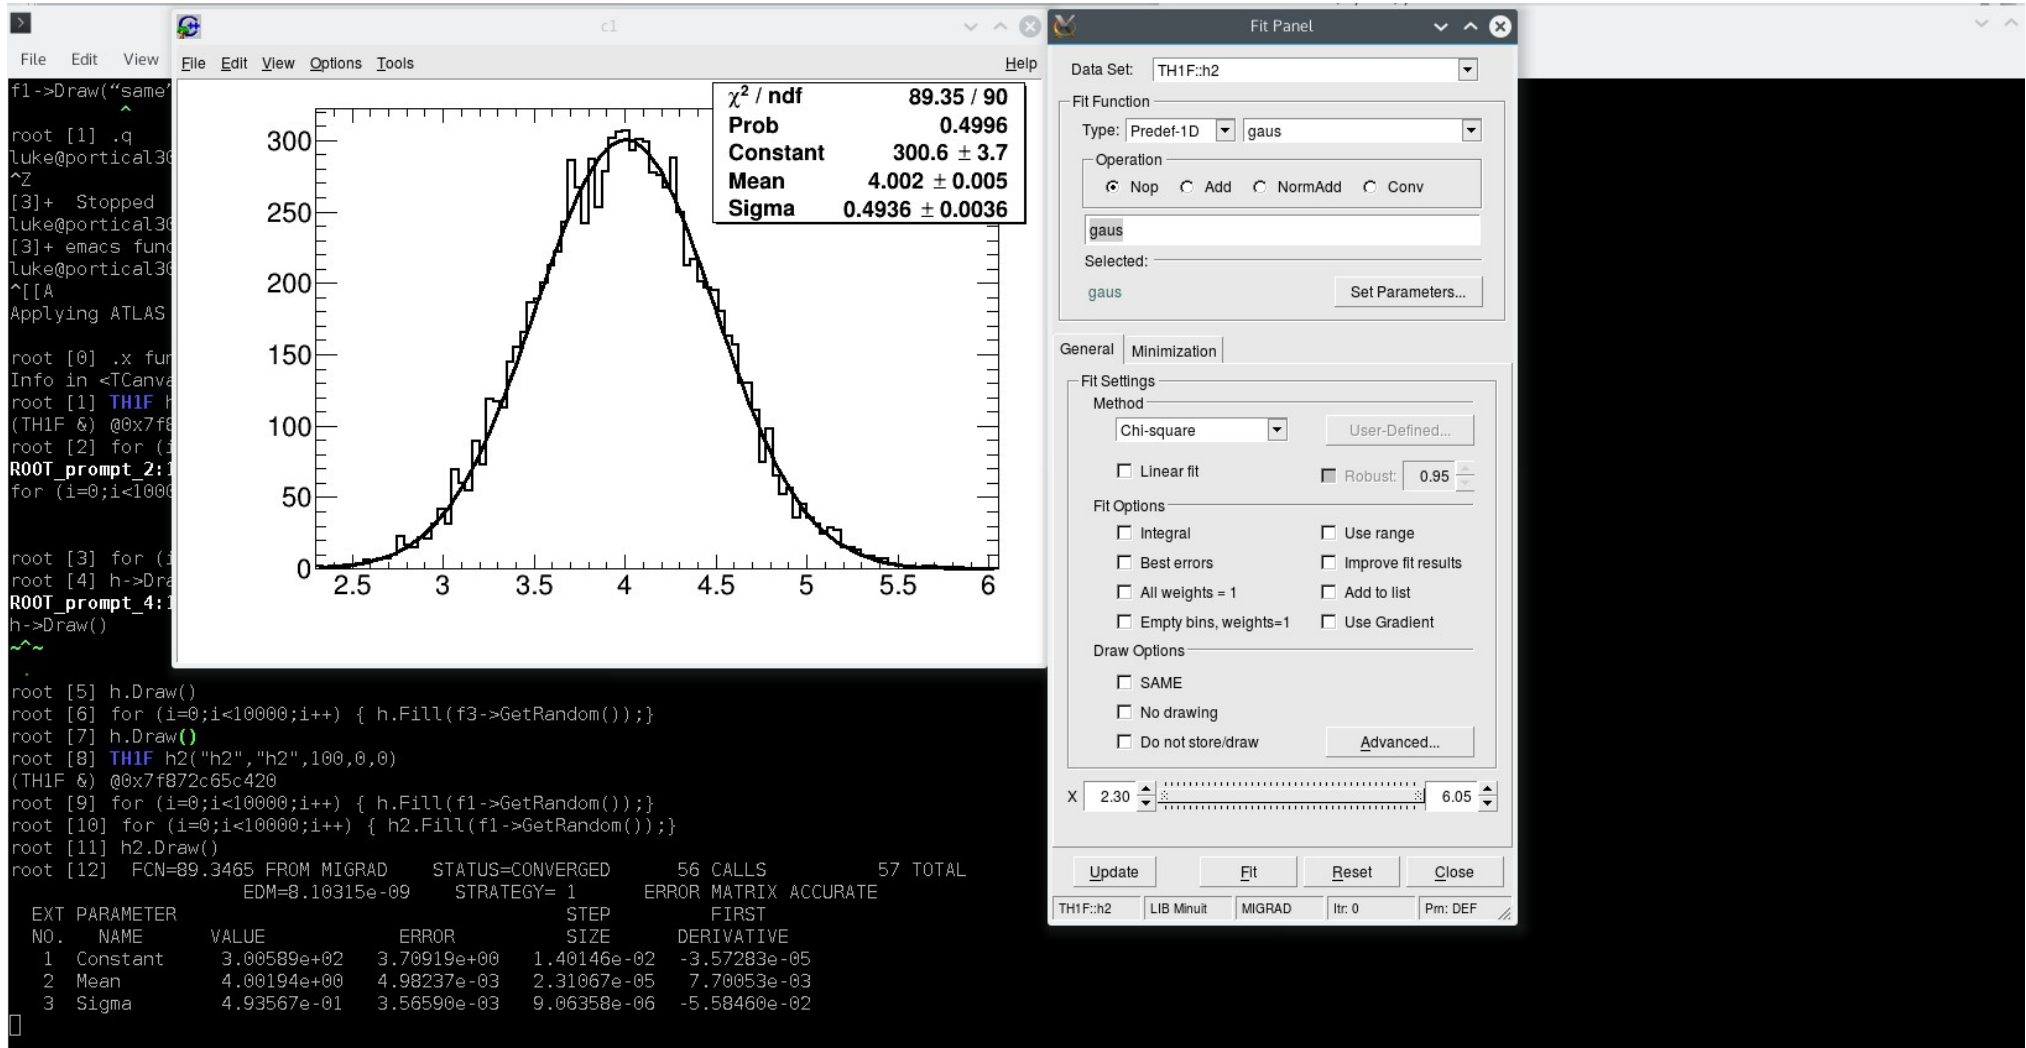 File Edit View
f1->Draw("same"
^
root [1] .q
luke@portical30
^Z
[3]+ Stopped
luke@portical30
[3]+ emacs func
luke@portical30
^[[A
Applying ATLAS
root [0] .x fun
Info in <TCanva
root [1] TH1F h
(TH1F &) @0x7f8
root [2] for (i
ROOT_prompt_2:1
for (i=0;i<1000
root [3] for (i
root [4] h->Dra
ROOT_prompt_4:1
h->Draw()
~^~
root [5] h.Draw()
root [6] for (i=0;i<10000;i++) { h.Fill(f3->GetRandom());}
root [7] h.Draw()
root [8] TH1F h2("h2","h2",100,0,0)
(TH1F &) @0x7f872c65c420
root [9] for (i=0;i<10000;i++) { h.Fill(f1->GetRandom());}
root [10] for (i=0;i<10000;i++) { h2.Fill(f1->GetRandom());}
root [11] h2.Draw()
root [12] FCN=89.3465 FROM MIGRAD STATUS=CONVERGED 56 CALLS 57 TOTAL
EDM=8.10315e-09 STRATEGY= 1 ERROR MATRIX ACCURATE
EXT PARAMETER STEP FIRST
NO. NAME VALUE ERROR SIZE DERIVATIVE
1 Constant 3.00589e+02 3.70919e+00 1.40146e-02 -3.57283e-05
2 Mean 4.00194e+00 4.98237e-03 2.31067e-05 7.70053e-03
3 Sigma 4.93567e-01 3.56590e-03 9.06358e-06 -5.58460e-02
c1
File Edit View Options Tools Help
χ² / ndf 89.35 / 90
Prob 0.4996
Constant 300.6 ± 3.7
Mean 4.002 ± 0.005
Sigma 0.4936 ± 0.0036
300
250
200
150
100
50
0
2.5 3 3.5 4 4.5 5 5.5 6
Fit Panel
Data Set: TH1F::h2
Fit Function
Type: Predef-1D gaus
Operation
Nop Add NormAdd Conv
gaus
Selected:
gaus Set Parameters...
General Minimization
Fit Settings
Method
Chi-square User-Defined...
Linear fit Robust: 0.95
Fit Options
Integral Use range
Best errors Improve fit results
All weights = 1 Add to list
Empty bins, weights=1 Use Gradient
Draw Options
SAME
No drawing
Do not store/draw Advanced...
X 2.30 6.05
Update Fit Reset Close
TH1F::h2 LIB Minuit MIGRAD Itr: 0 Prn: DEF